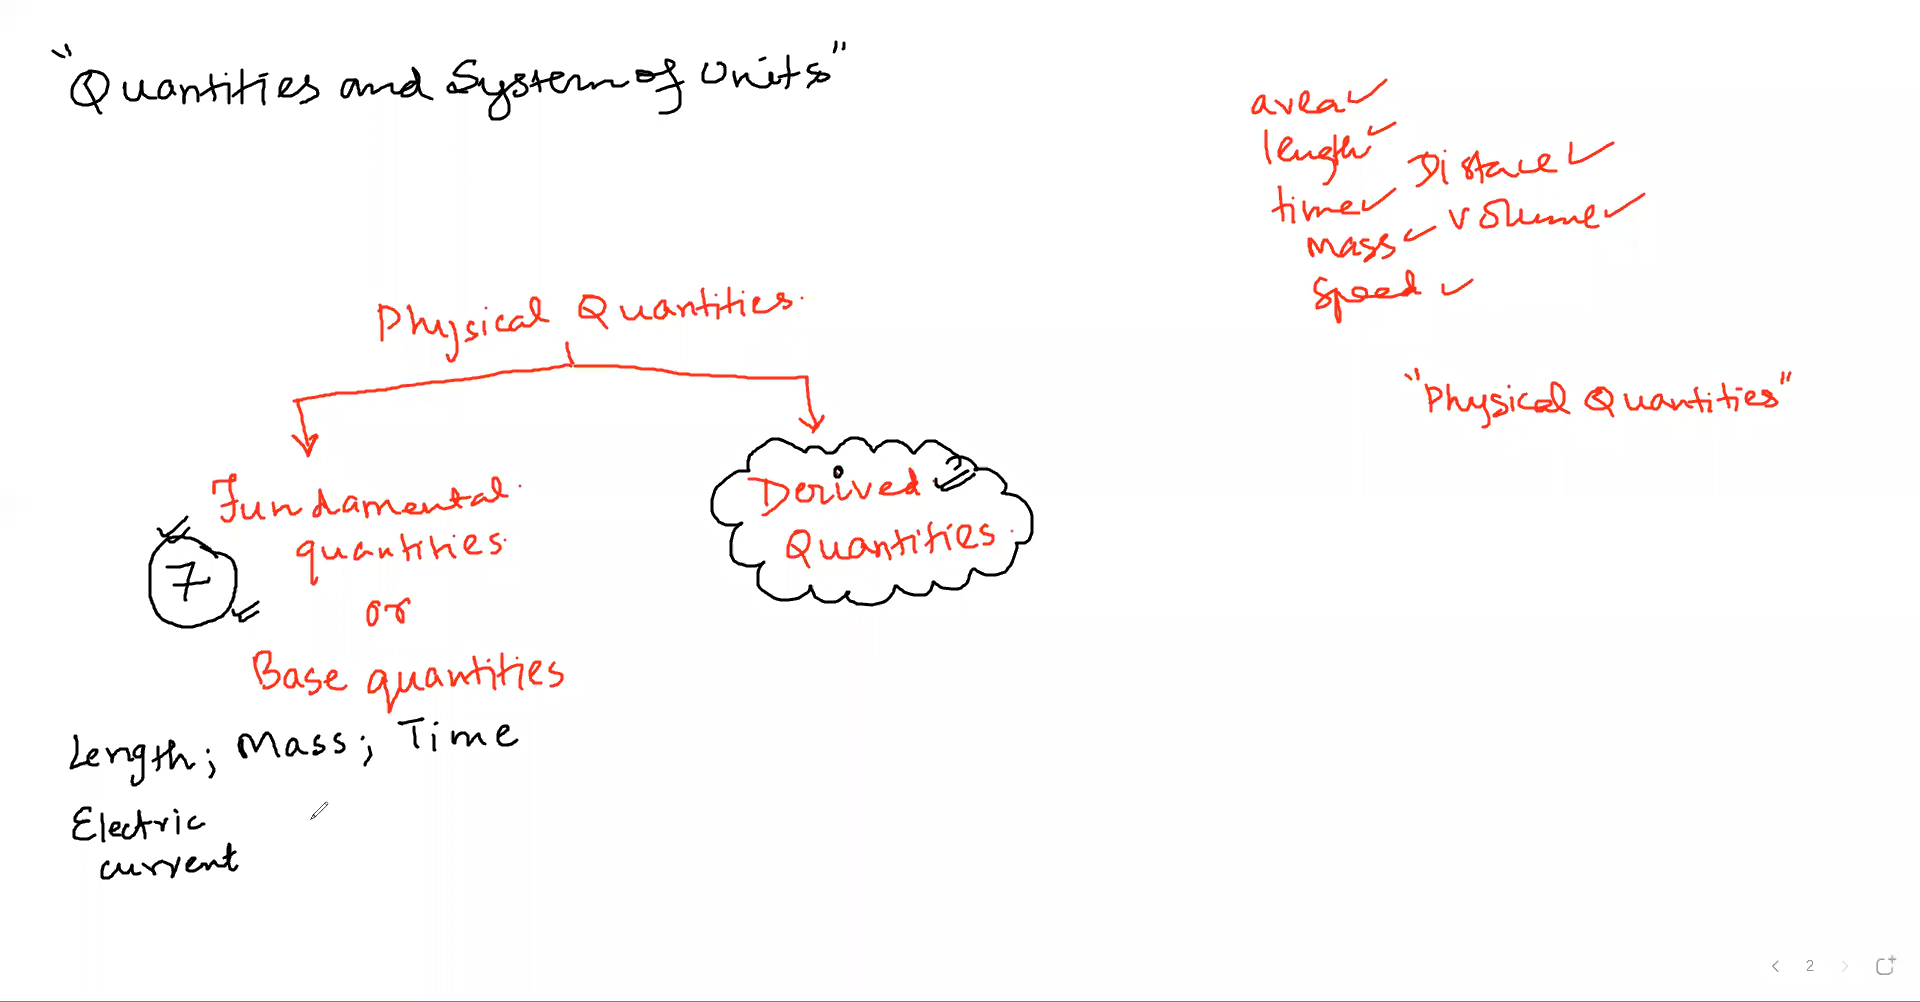 "Quantities and System of Units"
area✓
length✓
Distace✓
time✓
volume✓
mass✓
Speed ✓
Physical Quantities.
"Physical Quantities"
Fundamental
quantities
7
or
Base quantities
Derived
Quantities
Length; Mass; Time
Electric
current
2